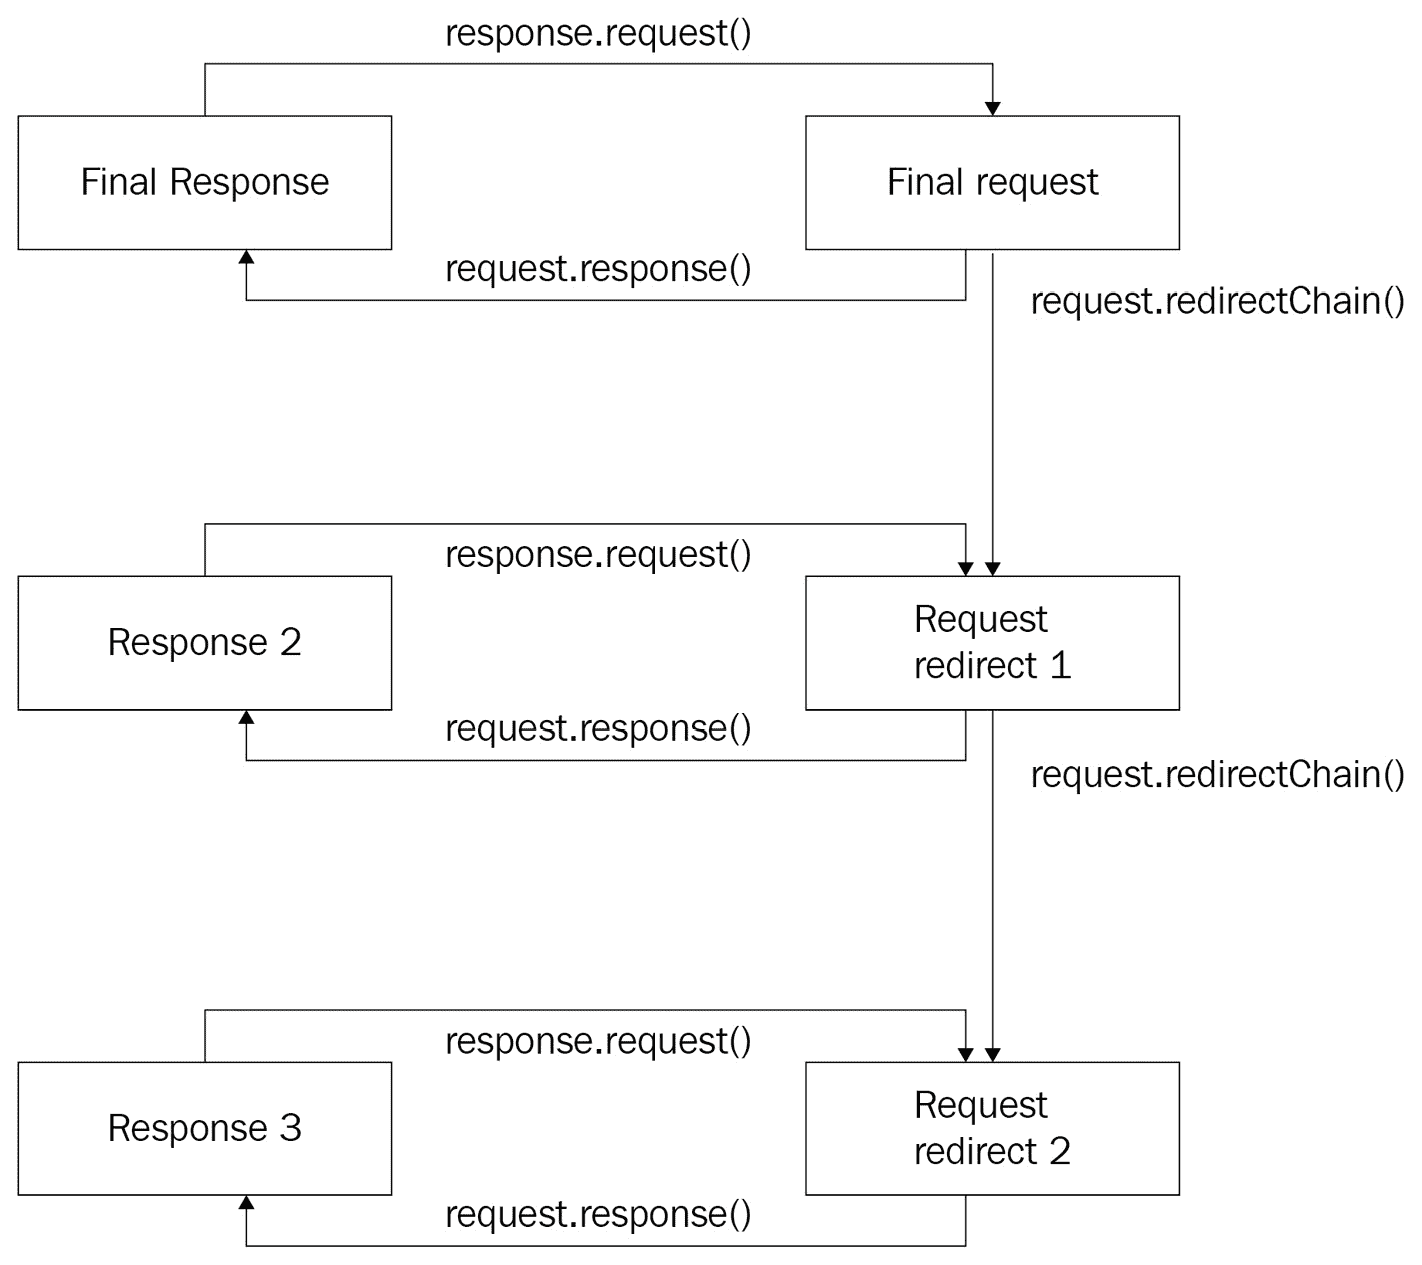 response.request()
Final Response
Final request
request.response()
request.redirectChain()
response.request()
Response 2
Request
redirect 1
request.response()
request.redirectChain()
response.request()
Response 3
Request
redirect 2
request.response()